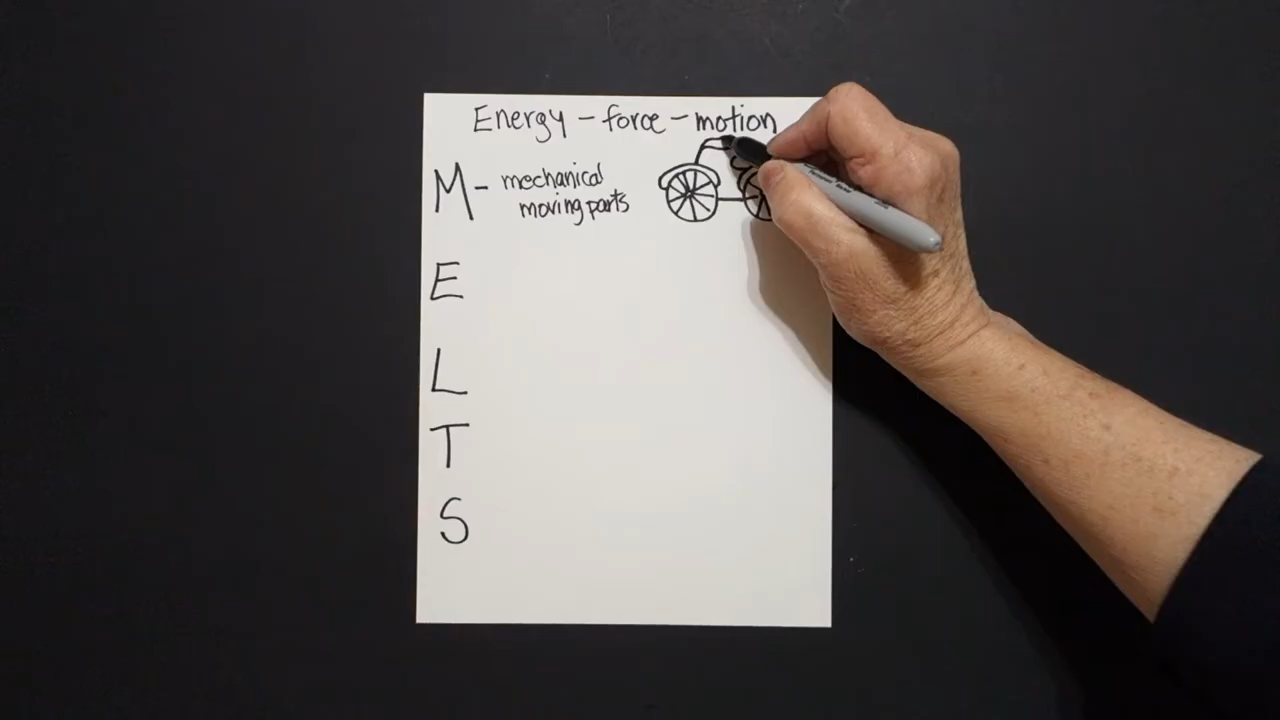 Energy - force - motion
M - mechanical
moving parts
E
L
T
S